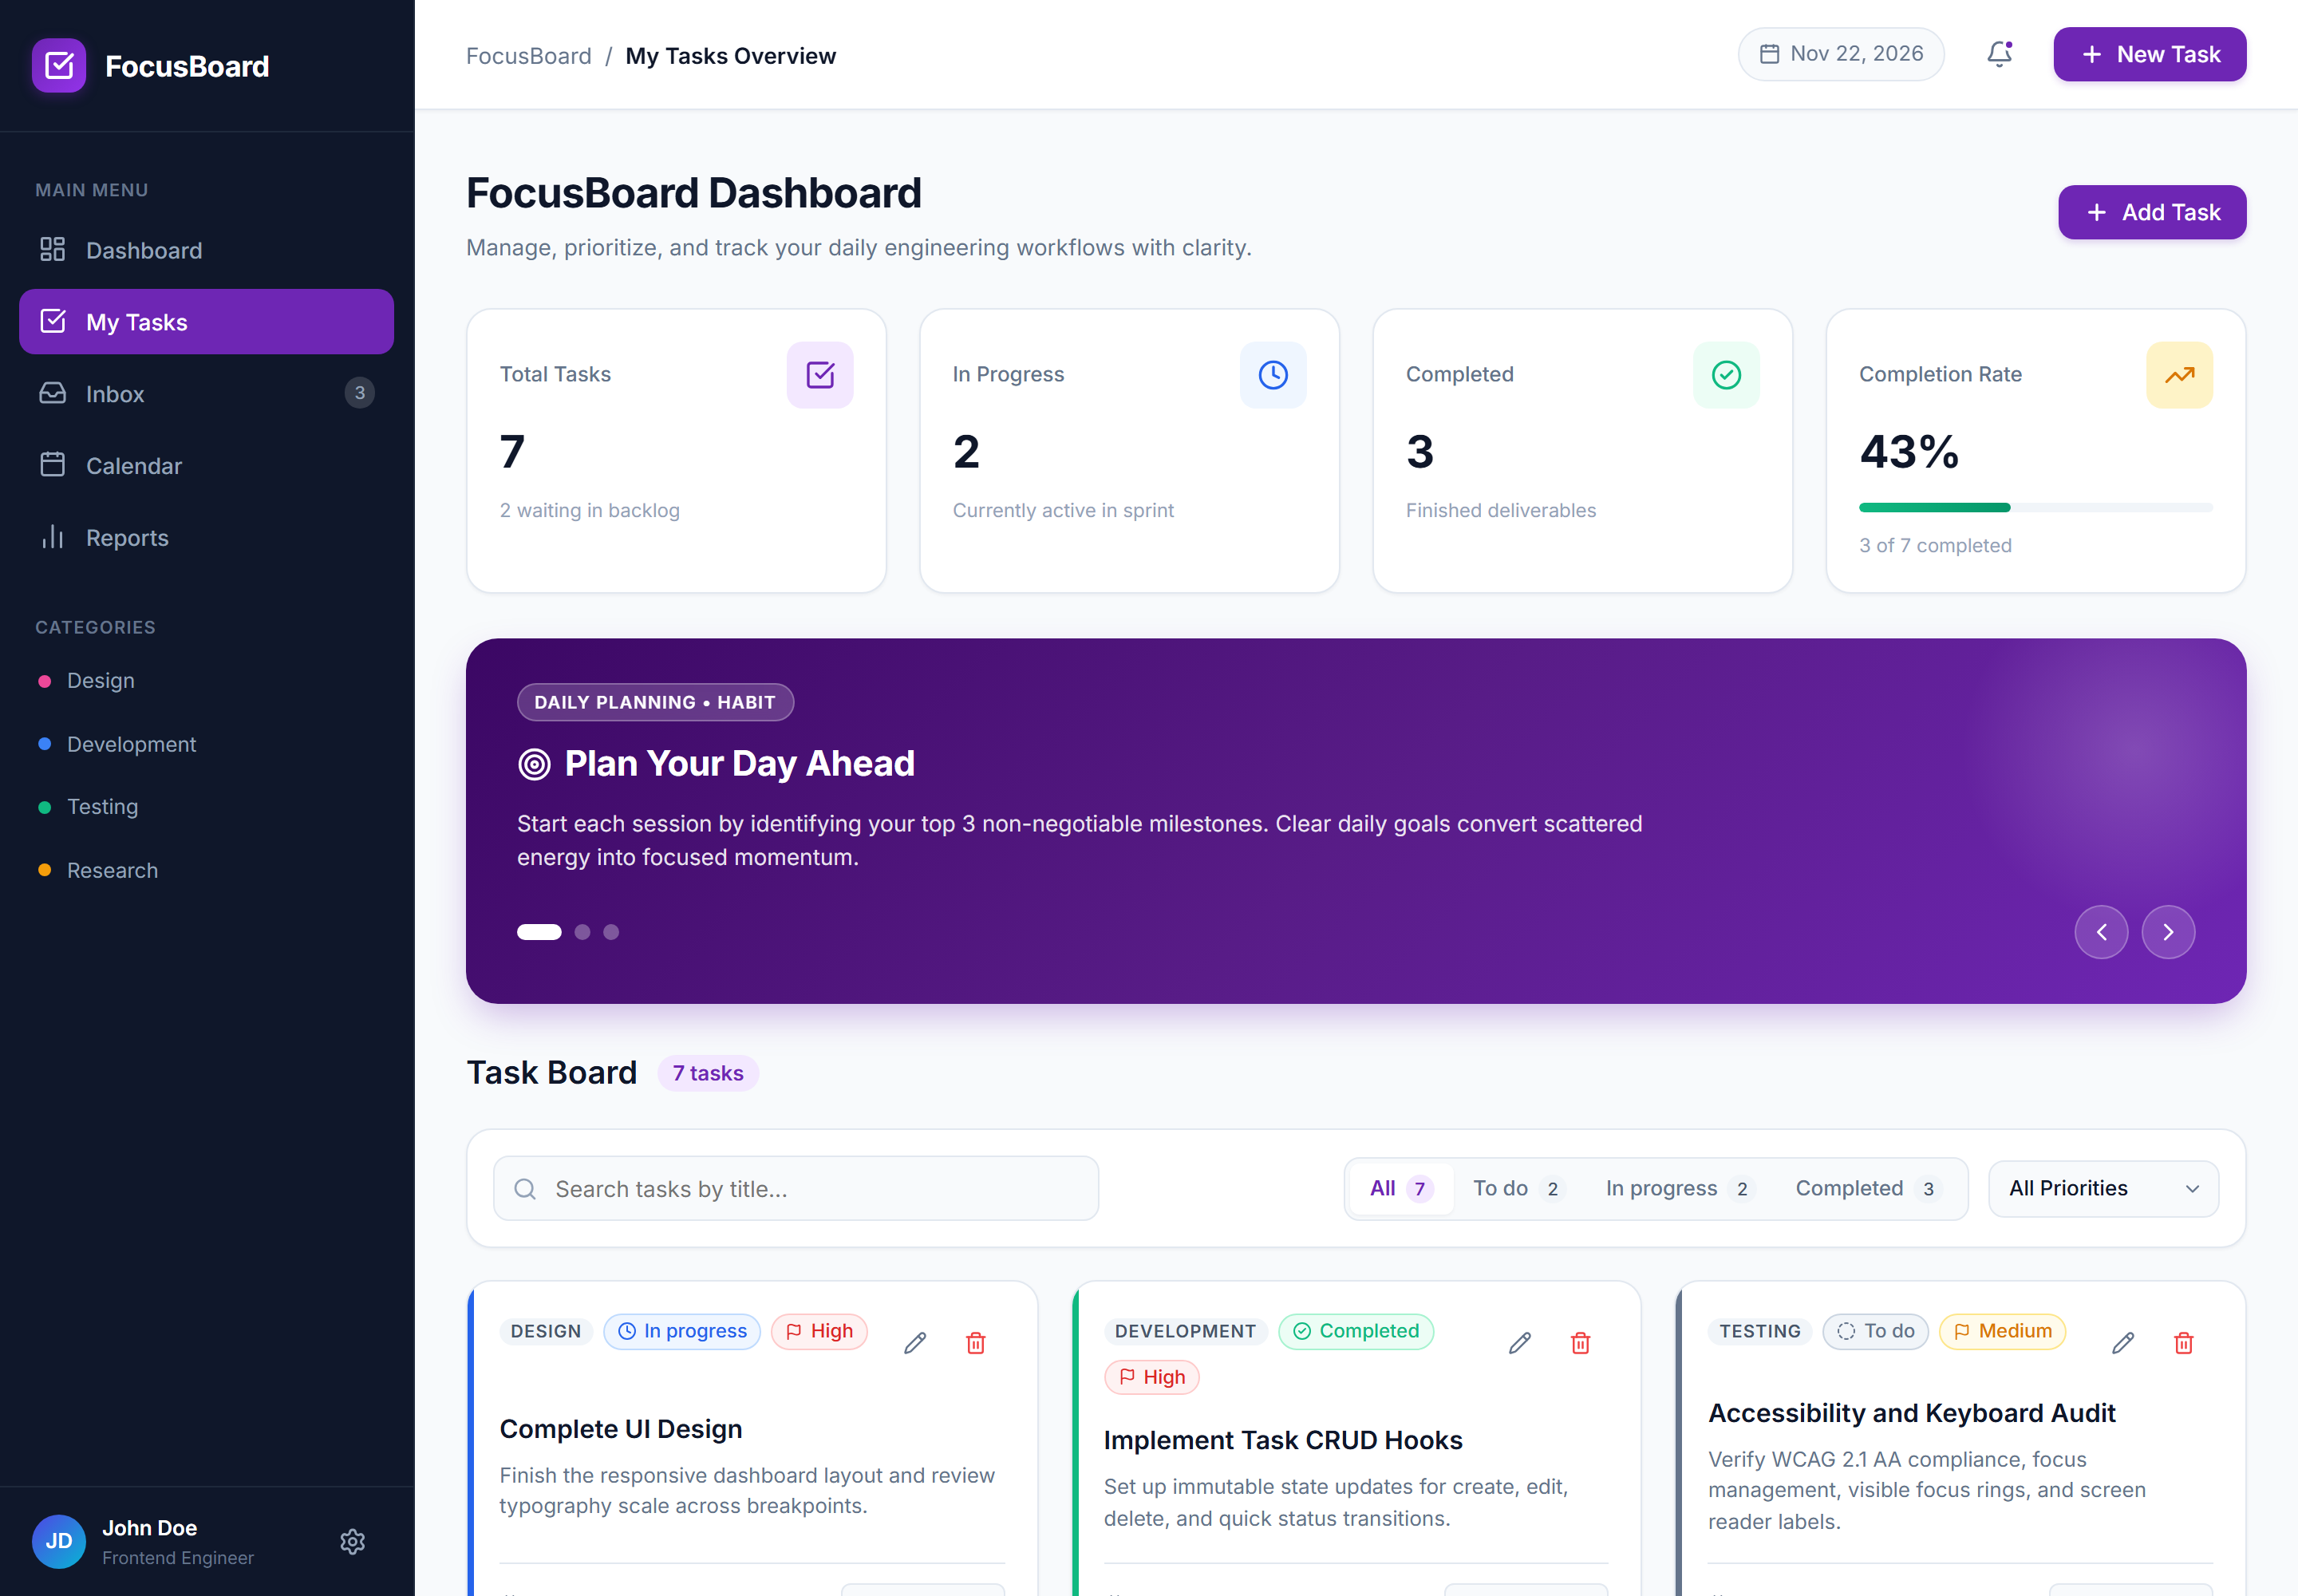 FocusBoard
MAIN MENU
Dashboard
My Tasks
Inbox
3
Calendar
Reports
CATEGORIES
Design
Development
Testing
Research
JD
John Doe
Frontend Engineer
FocusBoard / My Tasks Overview
Nov 22, 2026
New Task
FocusBoard Dashboard
Manage, prioritize, and track your daily engineering workflows with clarity.
Add Task
Total Tasks
7
2 waiting in backlog
In Progress
2
Currently active in sprint
Completed
3
Finished deliverables
Completion Rate
43%
3 of 7 completed
DAILY PLANNING • HABIT
Plan Your Day Ahead
Start each session by identifying your top 3 non-negotiable milestones. Clear daily goals convert scattered
energy into focused momentum.
Task Board
7 tasks
Search tasks by title...
All 7
To do 2
In progress 2
Completed 3
All Priorities
DESIGN
In progress
High
Complete UI Design
Finish the responsive dashboard layout and review
typography scale across breakpoints.
DEVELOPMENT
Completed
High
Implement Task CRUD Hooks
Set up immutable state updates for create, edit,
delete, and quick status transitions.
TESTING
To do
Medium
Accessibility and Keyboard Audit
Verify WCAG 2.1 AA compliance, focus
management, visible focus rings, and screen
reader labels.